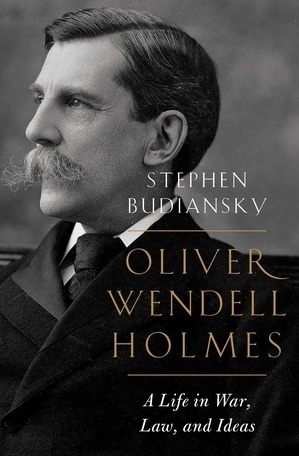 STEPHEN
BUDIANSKY
OLIVER
WENDELL
HOLMES
A Life in War,
Law, and Ideas